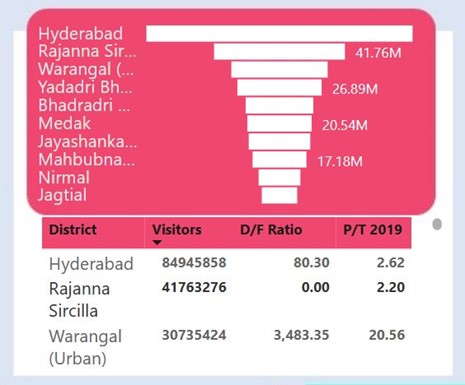 Hyderabad
Rajanna Sir... 41.76M
Warangal (...
Yadadri Bh... 26.89M
Bhadradri ...
Medak 20.54M
Jayashanka...
Mahbubna... 17.18M
Nirmal
Jagtial
District Visitors D/F Ratio P/T 2019
Hyderabad 84945858 80.30 2.62
Rajanna 41763276 0.00 2.20
Sircilla
Warangal 30735424 3,483.35 20.56
(Urban)